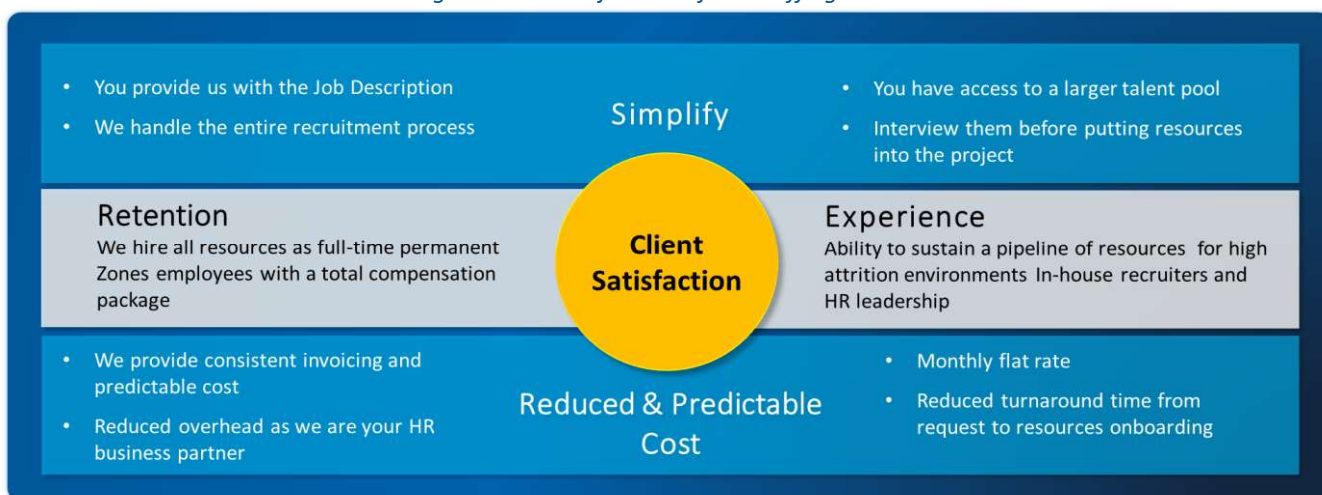 • You provide us with the Job Description
• We handle the entire recruitment process
Simplify
• You have access to a larger talent pool
• Interview them before putting resources
into the project
Retention
We hire all resources as full-time permanent
Zones employees with a total compensation
package
Client
Satisfaction
Experience
Ability to sustain a pipeline of resources for high
attrition environments In-house recruiters and
HR leadership
• We provide consistent invoicing and
predictable cost
• Reduced overhead as we are your HR
business partner
Reduced & Predictable
Cost
• Monthly flat rate
• Reduced turnaround time from
request to resources onboarding